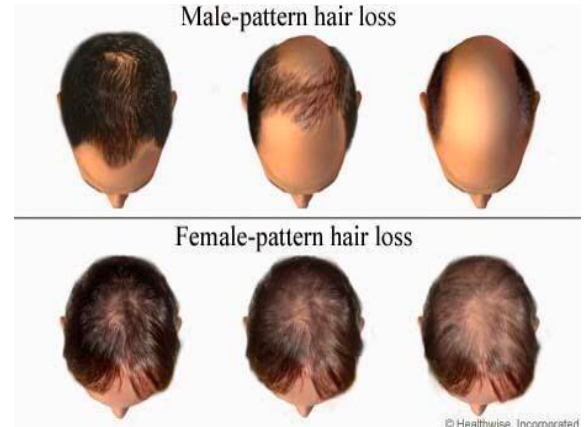 Male-pattern hair loss
Female-pattern hair loss
© Healthwise, Incorporated